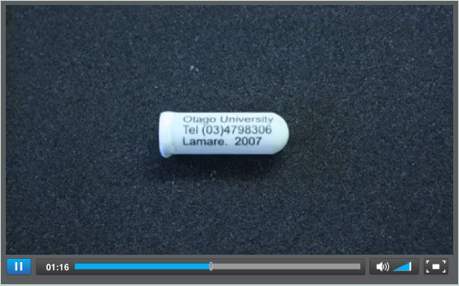 Otago University
Tel (03)4798306
Lamare. 2007
01:16